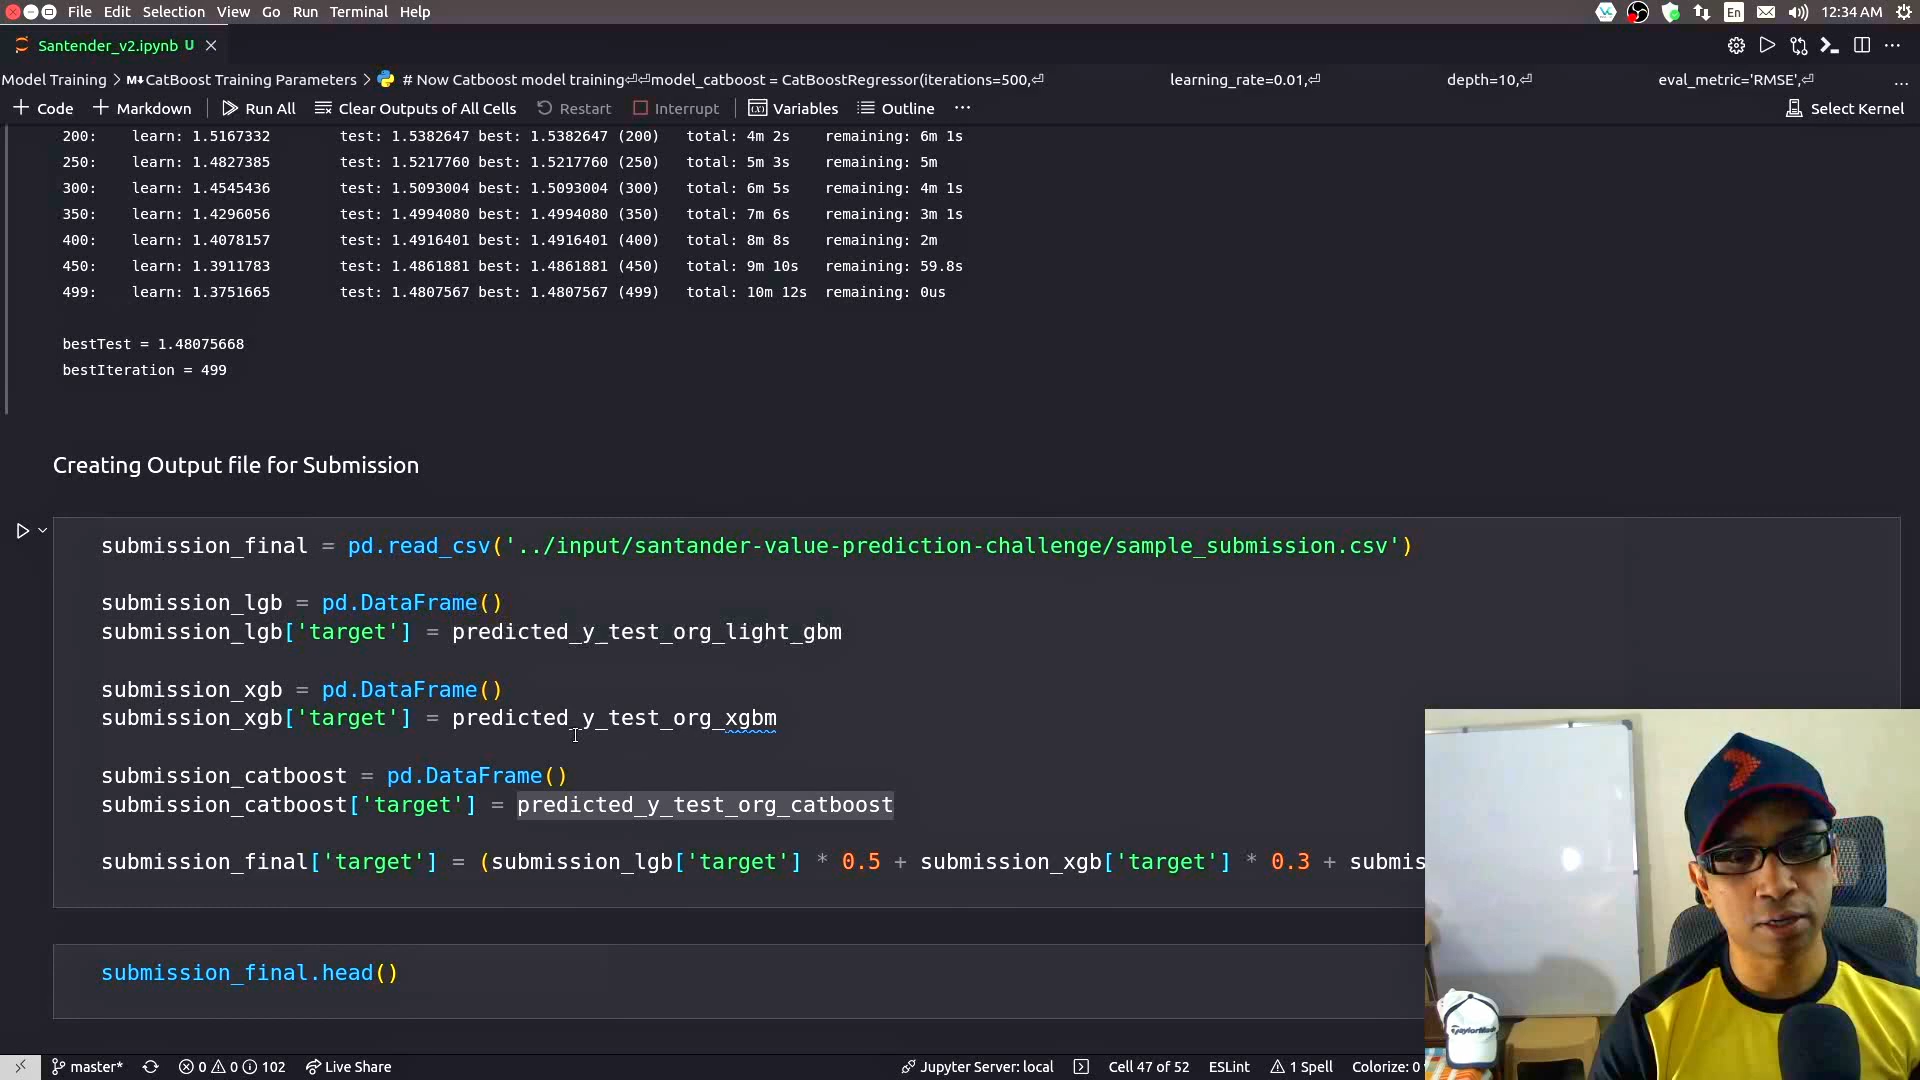 File Edit Selection View Go Run Terminal Help
En 12:34 AM
Santender_v2.ipynb U
Model Training > M↓CatBoost Training Parameters > # Now Catboost model training⏎⏎model_catboost = CatBoostRegressor(iterations=500,⏎ learning_rate=0.01,⏎ depth=10,⏎ eval_metric='RMSE',⏎ ...
+ Code + Markdown Run All Clear Outputs of All Cells Restart Interrupt Variables Outline ... Select Kernel
200: learn: 1.5167332 test: 1.5382647 best: 1.5382647 (200) total: 4m 2s remaining: 6m 1s
250: learn: 1.4827385 test: 1.5217760 best: 1.5217760 (250) total: 5m 3s remaining: 5m
300: learn: 1.4545436 test: 1.5093004 best: 1.5093004 (300) total: 6m 5s remaining: 4m 1s
350: learn: 1.4296056 test: 1.4994080 best: 1.4994080 (350) total: 7m 6s remaining: 3m 1s
400: learn: 1.4078157 test: 1.4916401 best: 1.4916401 (400) total: 8m 8s remaining: 2m
450: learn: 1.3911783 test: 1.4861881 best: 1.4861881 (450) total: 9m 10s remaining: 59.8s
499: learn: 1.3751665 test: 1.4807567 best: 1.4807567 (499) total: 10m 12s remaining: 0us
bestTest = 1.48075668
bestIteration = 499
Creating Output file for Submission
submission_final = pd.read_csv('../input/santander-value-prediction-challenge/sample_submission.csv')
submission_lgb = pd.DataFrame()
submission_lgb['target'] = predicted_y_test_org_light_gbm
submission_xgb = pd.DataFrame()
submission_xgb['target'] = predicted_y_test_org_xgbm
submission_catboost = pd.DataFrame()
submission_catboost['target'] = predicted_y_test_org_catboost
submission_final['target'] = (submission_lgb['target'] * 0.5 + submission_xgb['target'] * 0.3 + submis
submission_final.head()
TaylorMade
master* 0 0 102 Live Share Jupyter Server: local Cell 47 of 52 ESLint 1 Spell Colorize: 0